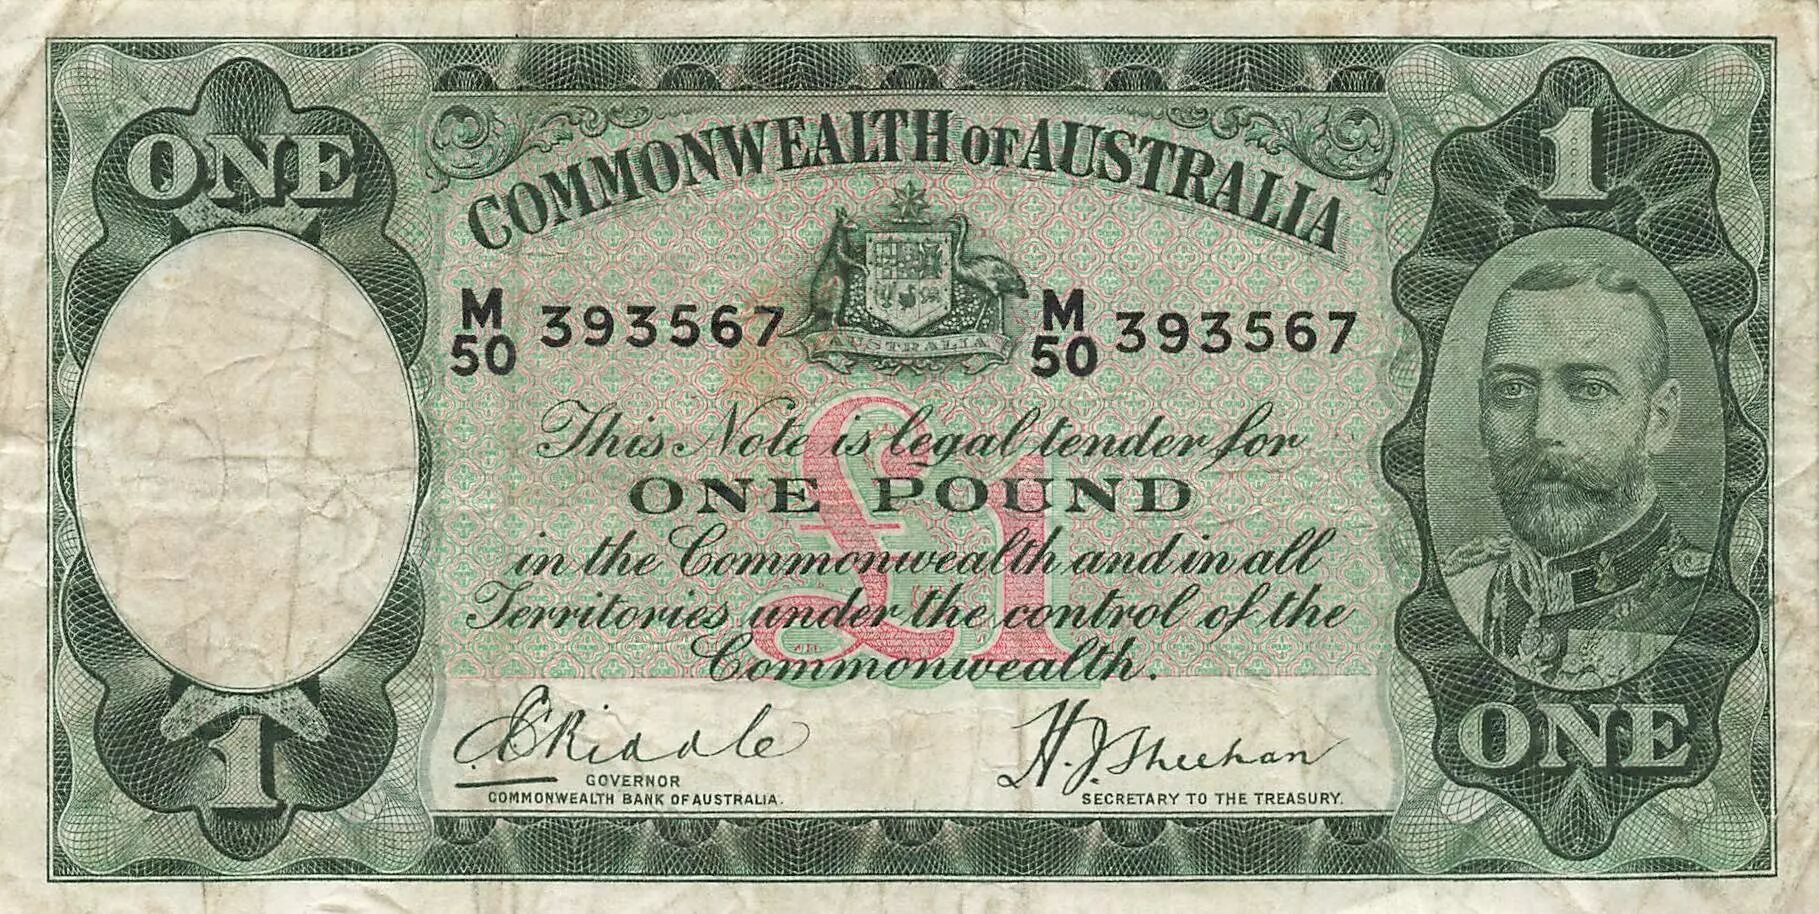 COMMONWEALTH OF AUSTRALIA
ONE
1
M
50 393567
M
50 393567
AUSTRALIA
£1
This Note is legal tender for
ONE POUND
in the Commonwealth and in all
Territories under the control of the
Commonwealth.
1
ONE
E C Riddle
GOVERNOR
COMMONWEALTH BANK OF AUSTRALIA.
H. J. Sheehan
SECRETARY TO THE TREASURY.